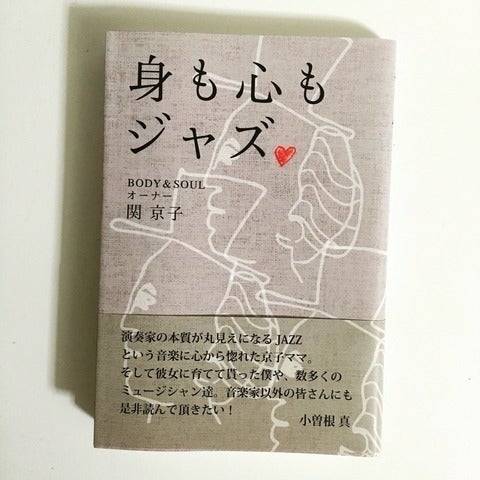 身も心も
ジャズ
BODY & SOUL
オーナー
関 京子
演奏家の本質が丸見えになるJAZZ
という音楽に心から惚れた京子ママ。
そして彼女に育てて貰った僕や、数多くの
ミュージシャン達。音楽家以外の皆さんにも
是非読んで頂きたい！
小曽根 真